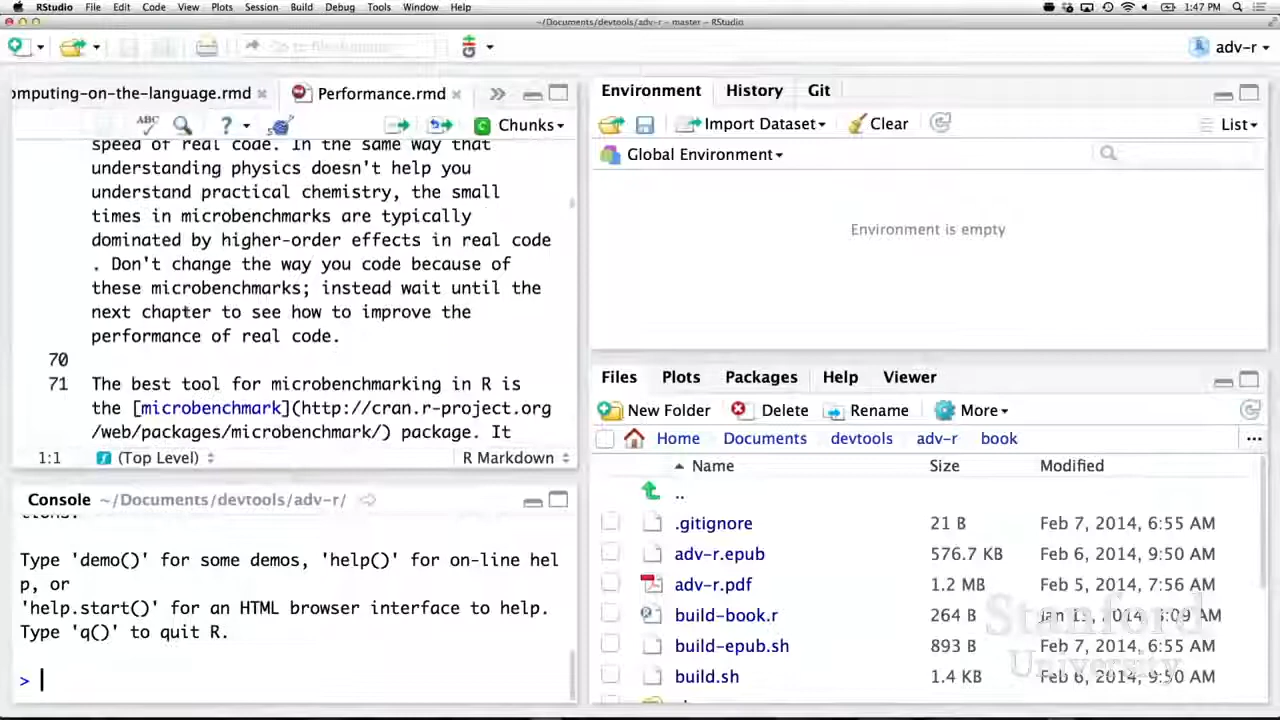 RStudio File Edit Code View Plots Session Build Debug Tools Window Help 1:47 PM
~/Documents/devtools/adv-r – master – RStudio
Go to file/function
adv-r
omputing-on-the-language.rmd
Performance.rmd
ABC
?
Chunks
speed of real code. In the same way that
understanding physics doesn't help you
understand practical chemistry, the small
times in microbenchmarks are typically
dominated by higher-order effects in real code
. Don't change the way you code because of
these microbenchmarks; instead wait until the
next chapter to see how to improve the
performance of real code.
70
71 The best tool for microbenchmarking in R is
the [microbenchmark](http://cran.r-project.org
/web/packages/microbenchmark/) package. It
1:1 (Top Level) R Markdown
Console ~/Documents/devtools/adv-r/
Type 'demo()' for some demos, 'help()' for on-line hel
p, or
'help.start()' for an HTML browser interface to help.
Type 'q()' to quit R.
>
Environment History Git
Import Dataset Clear List
Global Environment
Environment is empty
Files Plots Packages Help Viewer
New Folder Delete Rename More
Home Documents devtools adv-r book ...
Name Size Modified
..
.gitignore 21 B Feb 7, 2014, 6:55 AM
adv-r.epub 576.7 KB Feb 6, 2014, 9:50 AM
adv-r.pdf 1.2 MB Feb 5, 2014, 7:56 AM
build-book.r 264 B 2014, AM
build-epub.sh 893 B Feb 7, 2014, 6:55 AM
build.sh 1.4 KB Feb 6, 2014, 9:50 AM
Stanford
University